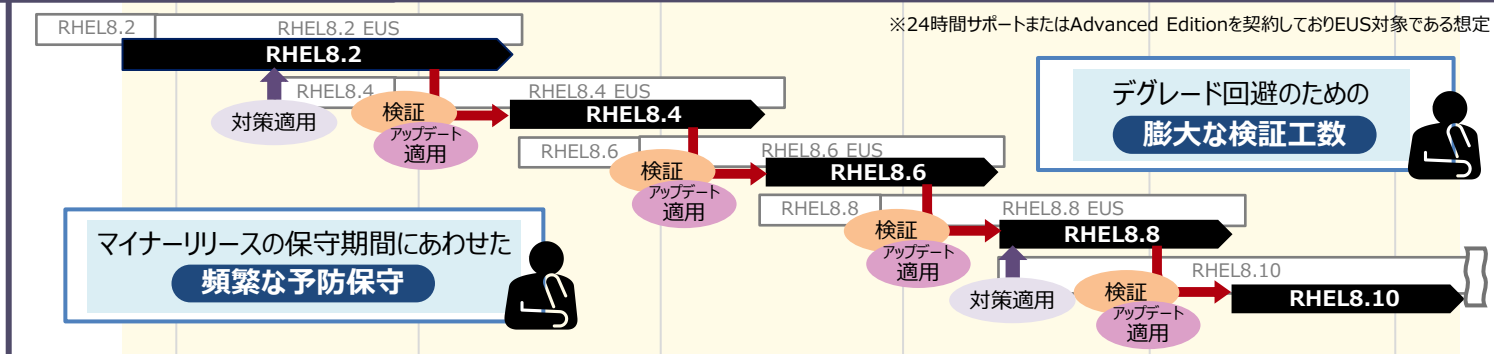 ※24時間サポートまたはAdvanced Editionを契約しておりEUS対象である想定
RHEL8.2
RHEL8.2 EUS
RHEL8.2
対策適用
RHEL8.4
RHEL8.4 EUS
RHEL8.4
検証
アップデート
適用
RHEL8.6
RHEL8.6 EUS
RHEL8.6
検証
アップデート
適用
RHEL8.8
RHEL8.8 EUS
RHEL8.8
検証
アップデート
適用
対策適用
RHEL8.10
RHEL8.10
検証
アップデート
適用
デグレード回避のための
膨大な検証工数
マイナーリリースの保守期間にあわせた
頻繁な予防保守